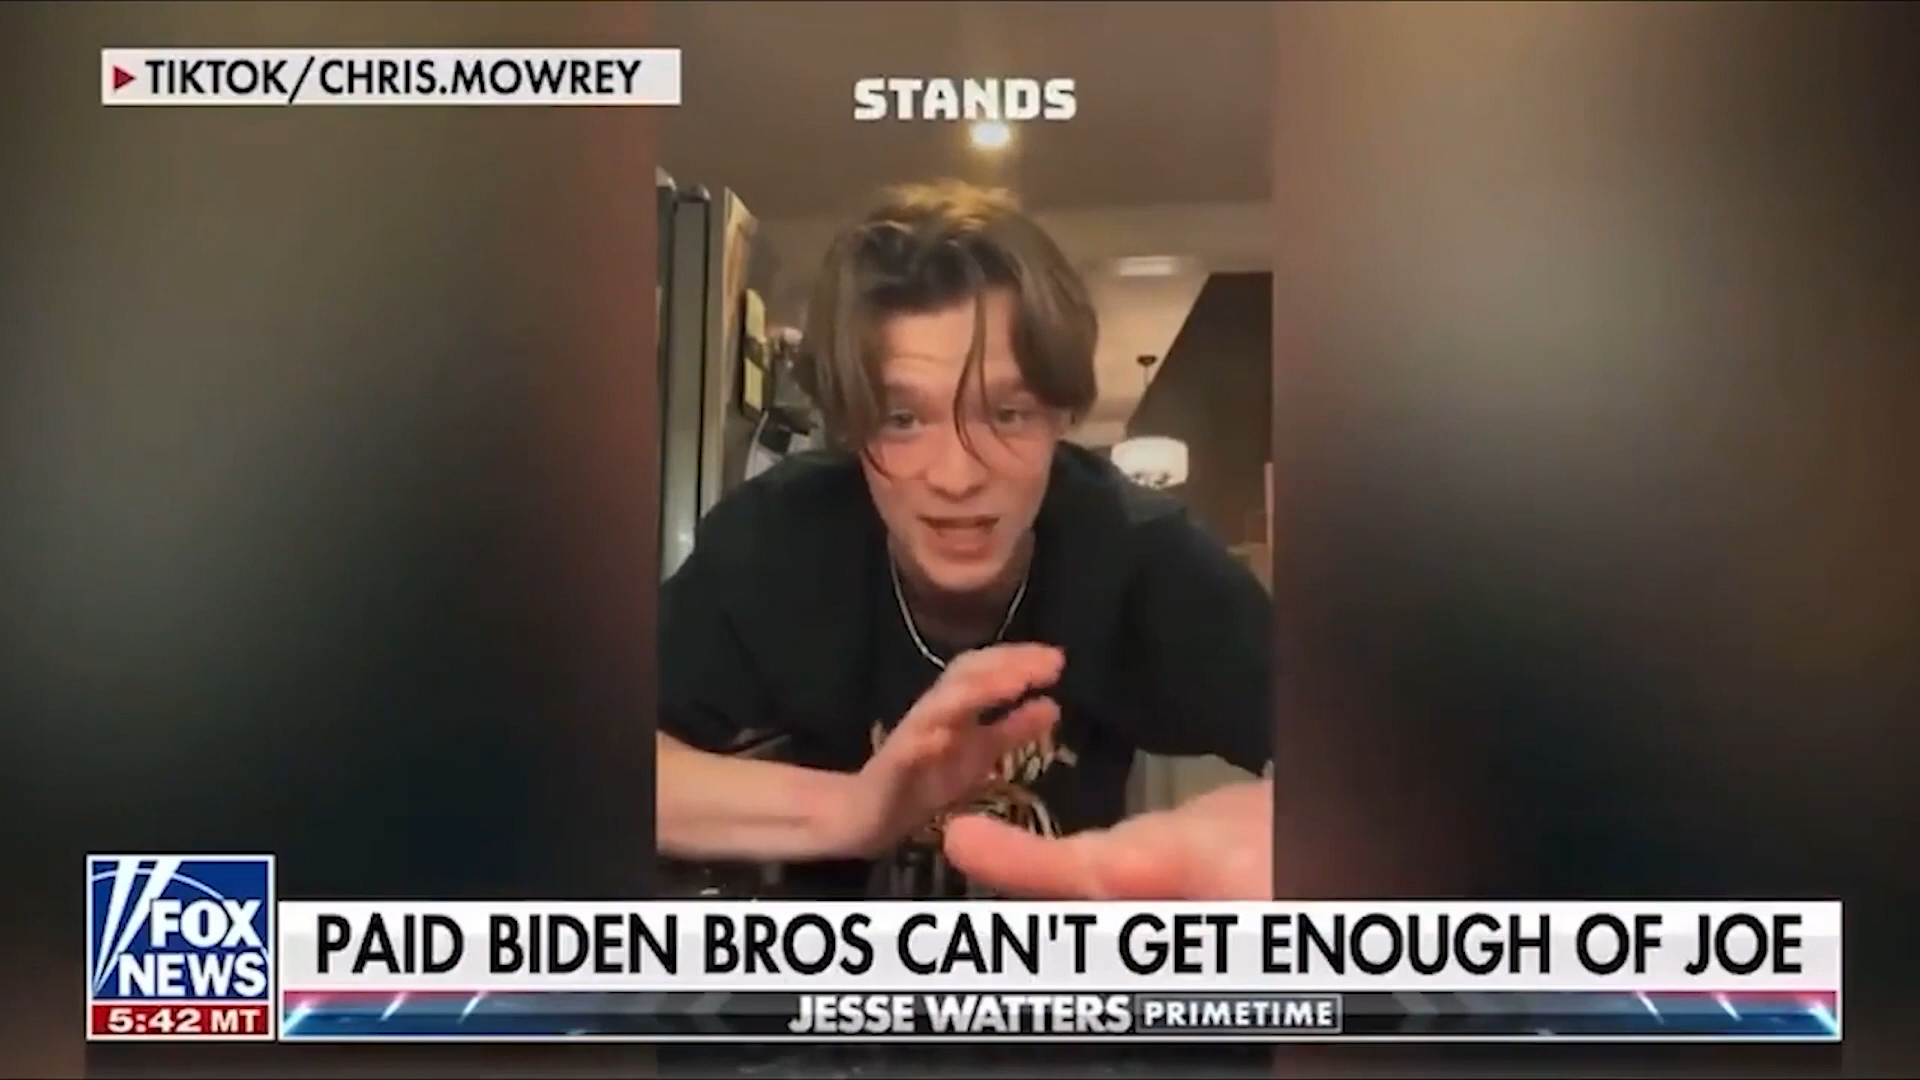 TIKTOK/CHRIS.MOWREY
STANDS
FOX
NEWS
5:42 MT
PAID BIDEN BROS CAN'T GET ENOUGH OF JOE
JESSE WATTERS PRIMETIME